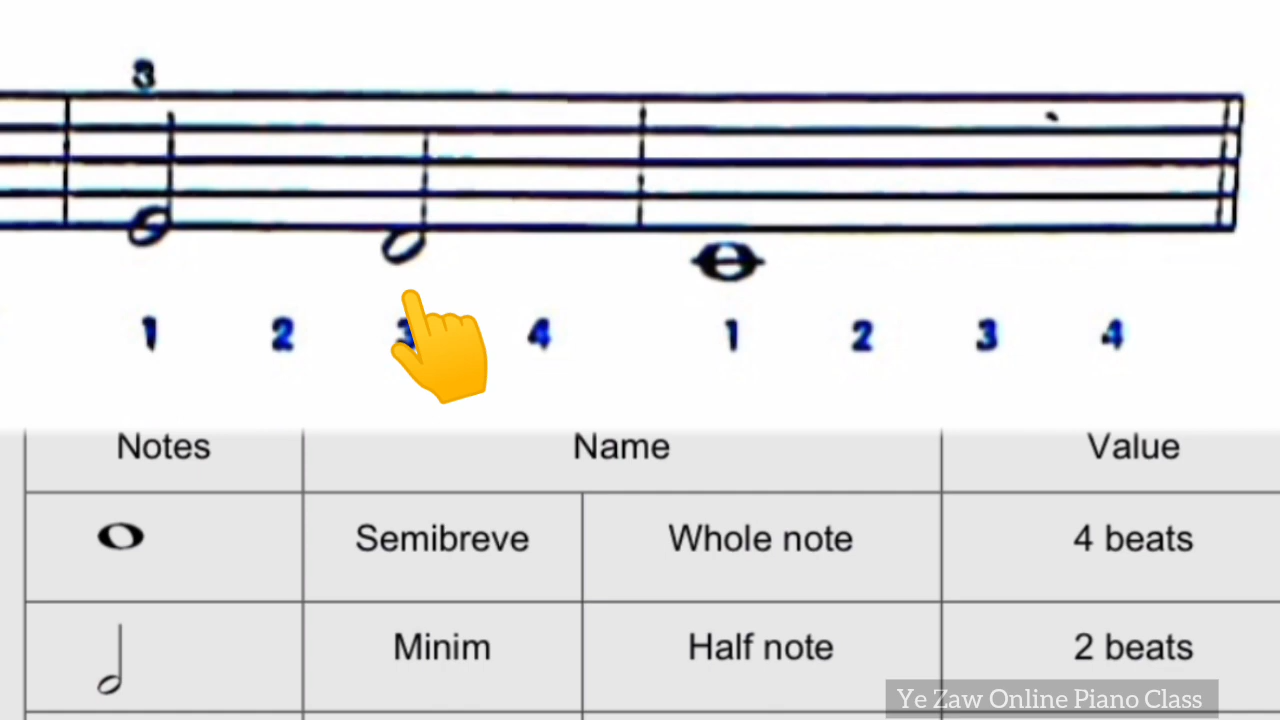 3
1 2 3 4 1 2 3 4
Notes Name Value
Semibreve Whole note 4 beats
Minim Half note 2 beats
Ye Zaw Online Piano Class